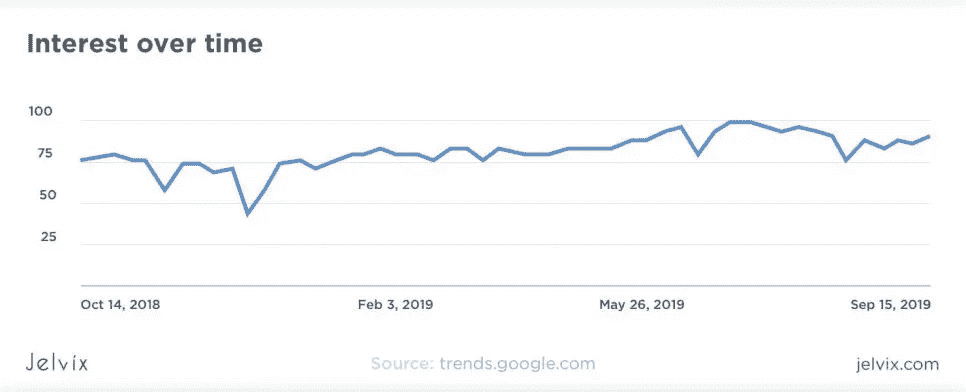 Interest over time
100
75
50
25
Oct 14, 2018 Feb 3, 2019 May 26, 2019 Sep 15, 2019
Jelvix Source: trends.google.com jelvix.com